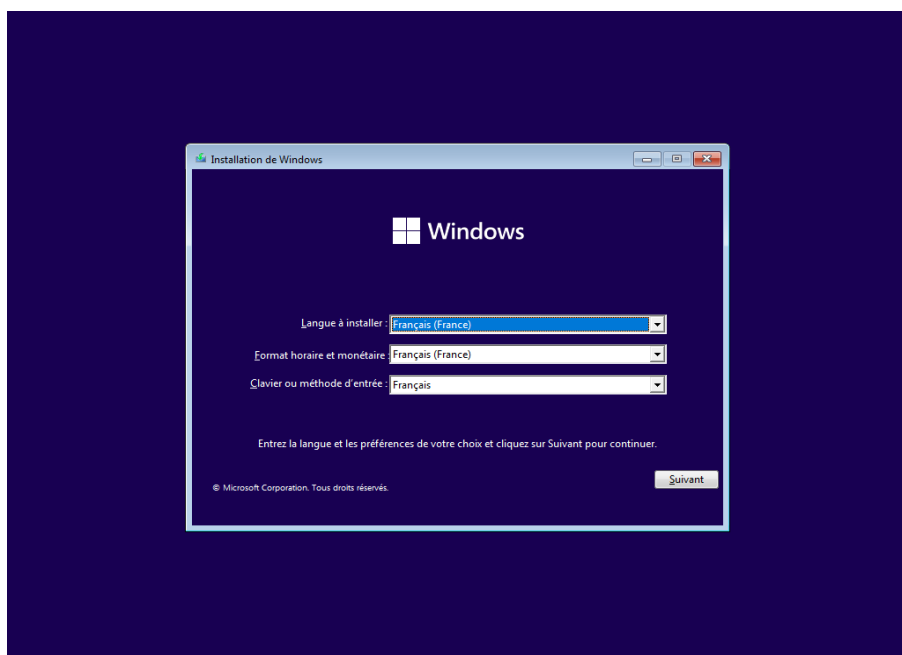 Installation de Windows
Windows
Langue à installer : Français (France)
Format horaire et monétaire : Français (France)
Clavier ou méthode d'entrée : Français
Entrez la langue et les préférences de votre choix et cliquez sur Suivant pour continuer.
Suivant
© Microsoft Corporation. Tous droits réservés.